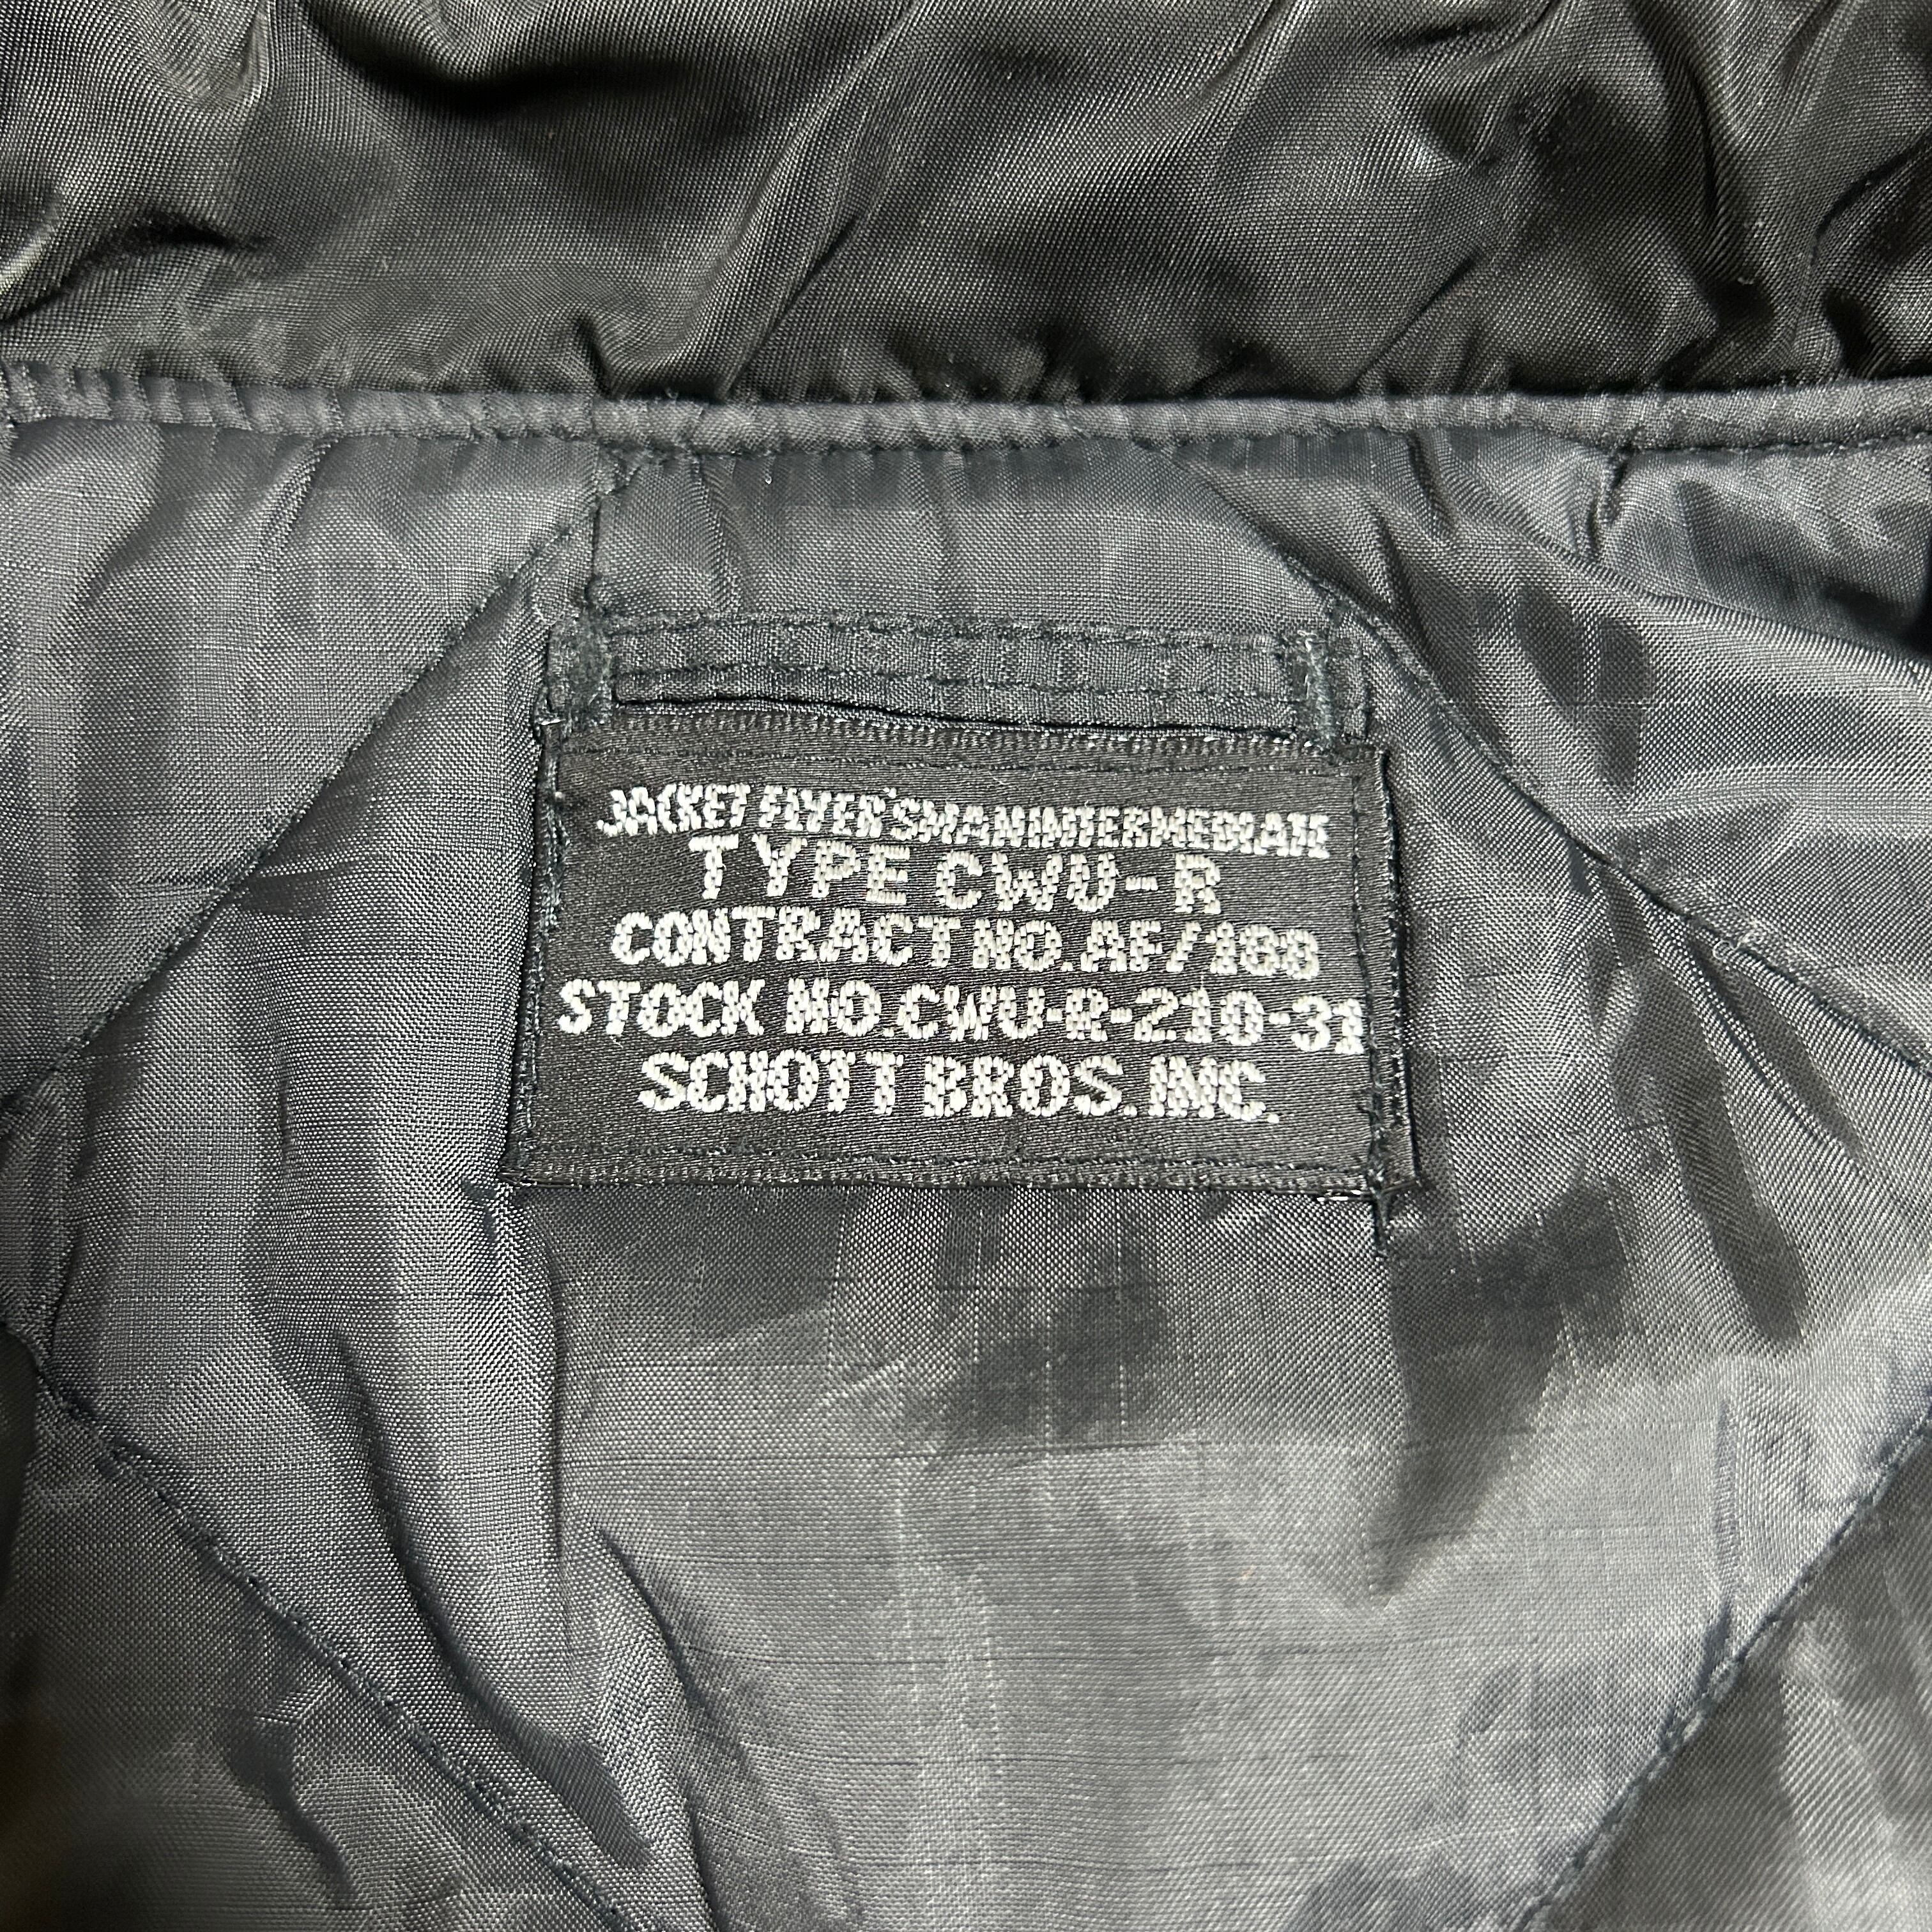 JACKET FLYER'SMANINTERMEDIATE
TYPE CWU-R
CONTRACT NO.AF/188
STOCK NO.CWU-R-210-31
SCHOTT BROS.INC.